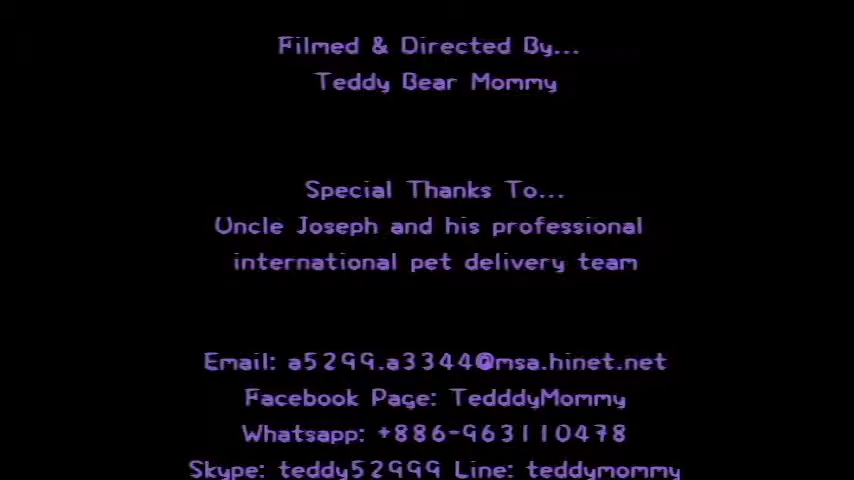 Filmed & Directed By...
Teddy Bear Mommy
Special Thanks To...
Uncle Joseph and his professional
international pet delivery team
Email: a5299.a3344@msa.hinet.net
Facebook Page: TedddyMommy
Whatsapp: +886-963110478
Skype: teddy52999 Line: teddymommy